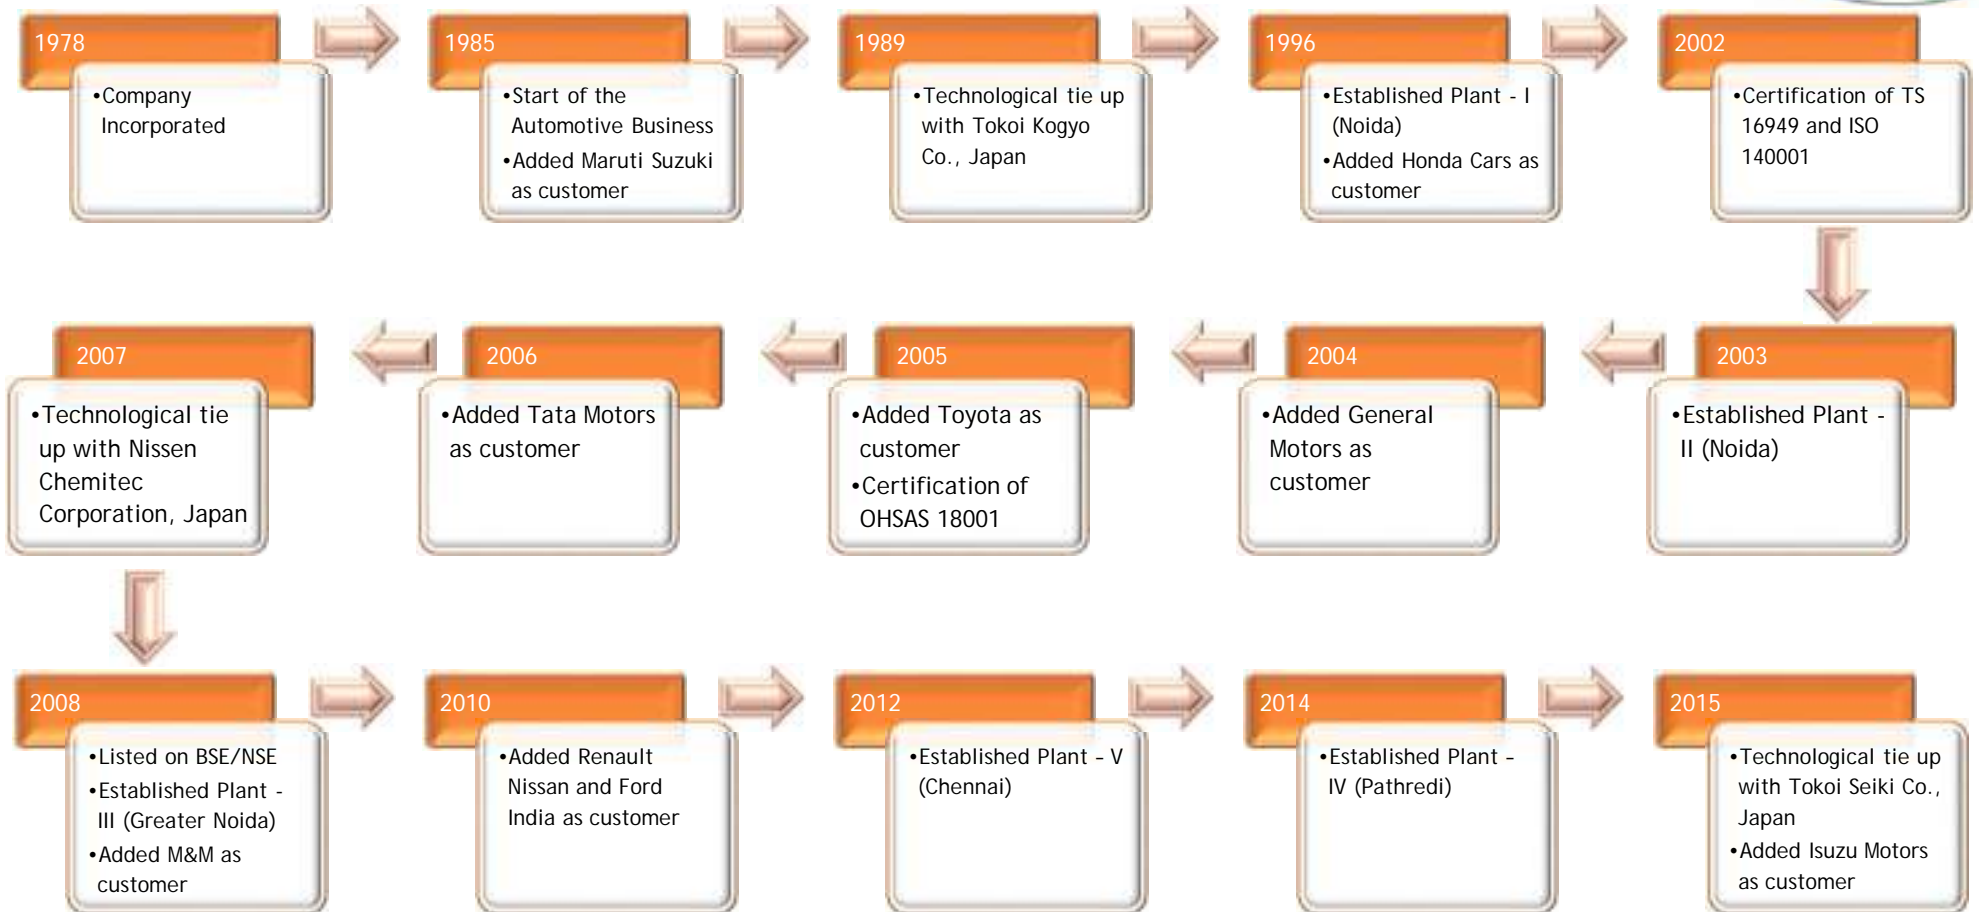 1978
•Company
Incorporated
1985
•Start of the
Automotive Business
•Added Maruti Suzuki
as customer
1989
•Technological tie up
with Tokoi Kogyo
Co., Japan
1996
•Established Plant - I
(Noida)
•Added Honda Cars as
customer
2002
•Certification of TS
16949 and ISO
140001
2003
•Established Plant -
II (Noida)
2004
•Added General
Motors as
customer
2005
•Added Toyota as
customer
•Certification of
OHSAS 18001
2006
•Added Tata Motors
as customer
2007
•Technological tie
up with Nissen
Chemitec
Corporation, Japan
2008
•Listed on BSE/NSE
•Established Plant -
III (Greater Noida)
•Added M&M as
customer
2010
•Added Renault
Nissan and Ford
India as customer
2012
•Established Plant – V
(Chennai)
2014
•Established Plant –
IV (Pathredi)
2015
•Technological tie up
with Tokoi Seiki Co.,
Japan
•Added Isuzu Motors
as customer